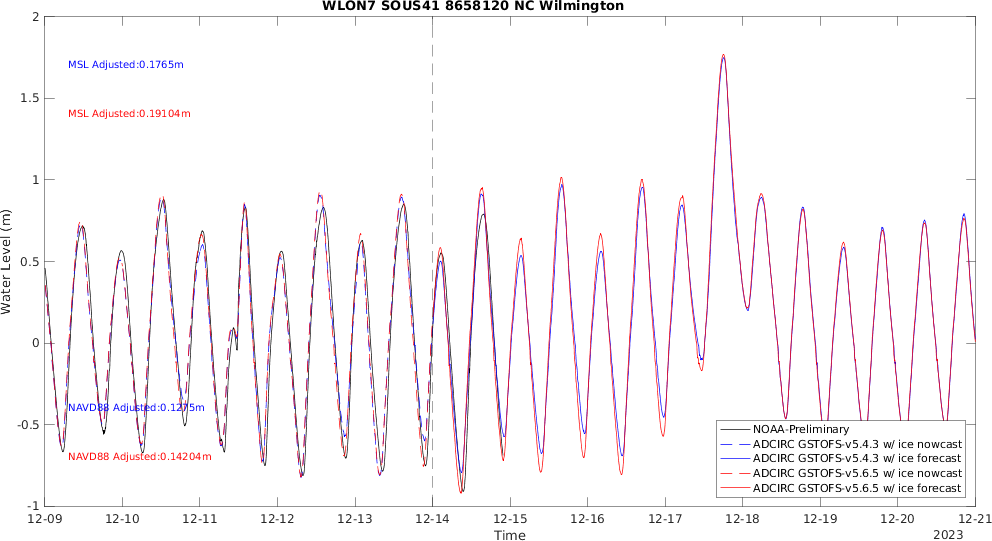 WLON7 SOUS41 8658120 NC Wilmington
2
1.5
1
0.5
0
-0.5
-1
Water Level (m)
MSL Adjusted:0.1765m
MSL Adjusted:0.19104m
NAVD88 Adjusted:0.1275m
NAVD88 Adjusted:0.14204m
NOAA-Preliminary
ADCIRC GSTOFS-v5.4.3 w/ ice nowcast
ADCIRC GSTOFS-v5.4.3 w/ ice forecast
ADCIRC GSTOFS-v5.6.5 w/ ice nowcast
ADCIRC GSTOFS-v5.6.5 w/ ice forecast
12-09 12-10 12-11 12-12 12-13 12-14 12-15 12-16 12-17 12-18 12-19 12-20 12-21
Time
2023